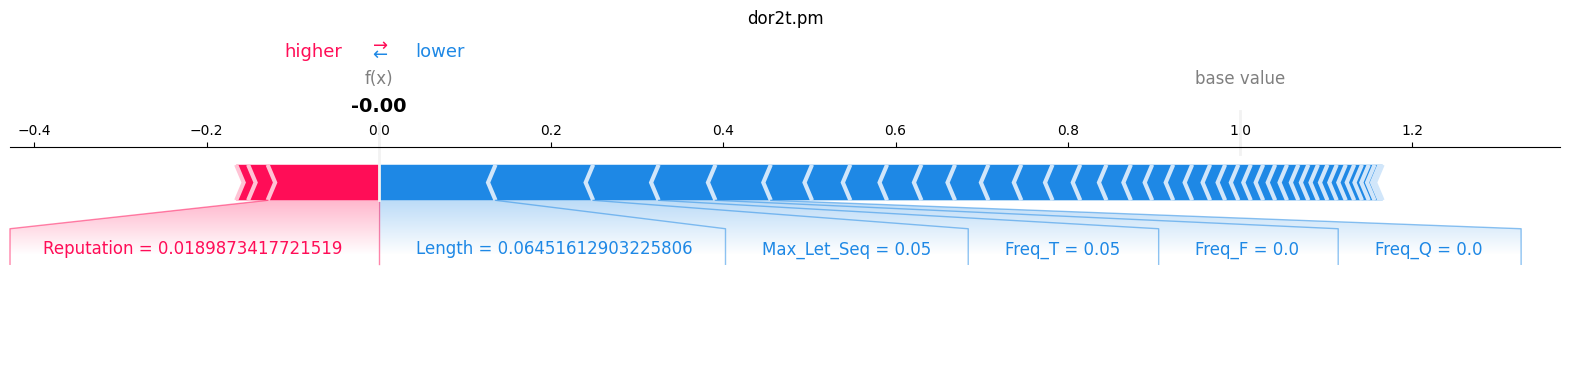 dor2t.pm
higher ⇄ lower
f(x) base value
-0.00
−0.4 −0.2 0.0 0.2 0.4 0.6 0.8 1.0 1.2
Reputation = 0.0189873417721519 Length = 0.06451612903225806 Max_Let_Seq = 0.05 Freq_T = 0.05 Freq_F = 0.0 Freq_Q = 0.0